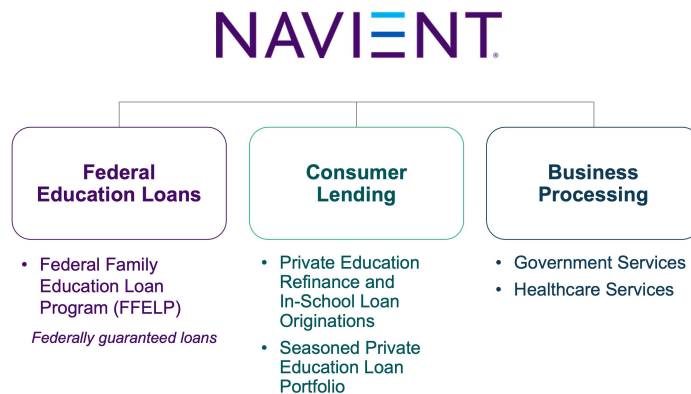 NAVIENT®
Federal
Education Loans
Consumer
Lending
Business
Processing
• Federal Family
Education Loan
Program (FFELP)
Federally guaranteed loans
• Private Education
Refinance and
In-School Loan
Originations
• Seasoned Private
Education Loan
Portfolio
• Government Services
• Healthcare Services